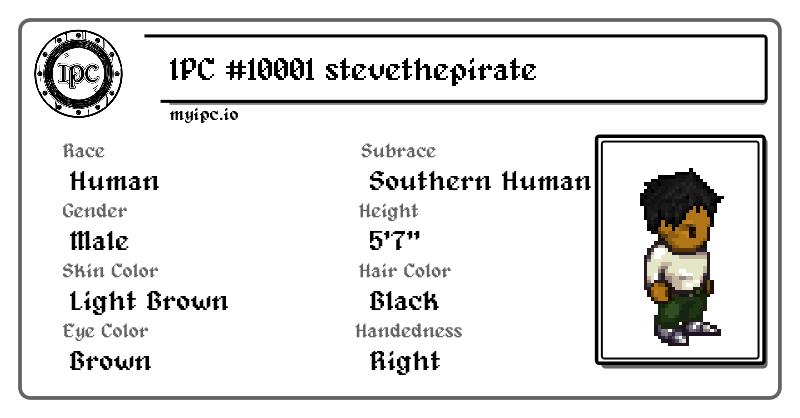 IPC
IPC #10001 stevethepirate
myipc.io
Race
Subrace
Human
Southern Human
Gender
Height
Male
5'7"
Skin Color
Hair Color
Light Brown
Black
Eye Color
Handedness
Brown
Right